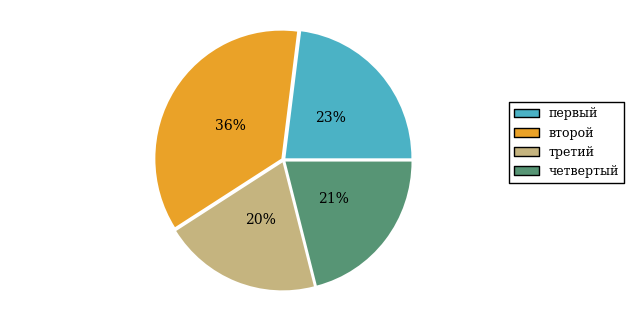 23%
36%
20%
21%
первый
второй
третий
четвертый